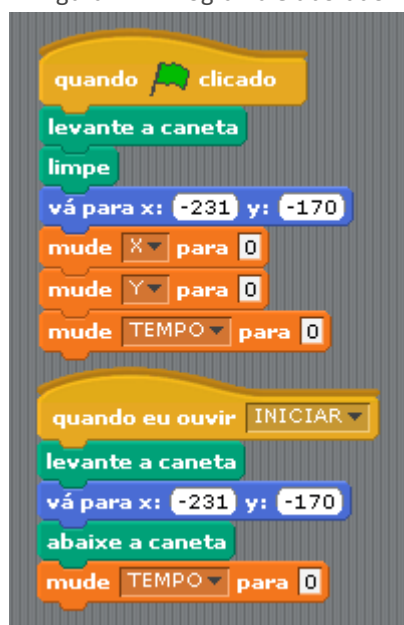 quando clicado
levante a caneta
limpe
vá para x: -231 y: -170
mude X para 0
mude Y para 0
mude TEMPO para 0
quando eu ouvir INICIAR
levante a caneta
vá para x: -231 y: -170
abaixe a caneta
mude TEMPO para 0